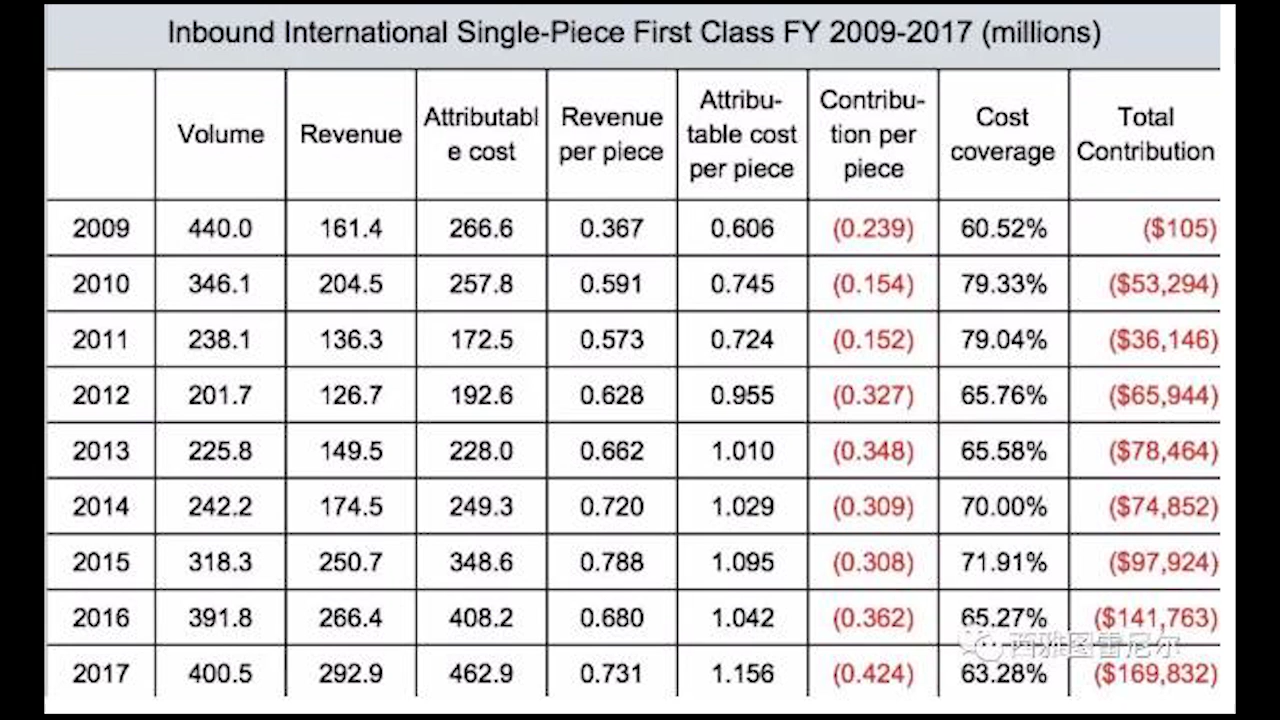 Inbound International Single-Piece First Class FY 2009-2017 (millions)
Volume Revenue Attributabl
e cost Revenue
per piece Attribu-
table cost
per piece Contribu-
tion per
piece Cost
coverage Total
Contribution
2009 440.0 161.4 266.6 0.367 0.606 (0.239) 60.52% ($105)
2010 346.1 204.5 257.8 0.591 0.745 (0.154) 79.33% ($53,294)
2011 238.1 136.3 172.5 0.573 0.724 (0.152) 79.04% ($36,146)
2012 201.7 126.7 192.6 0.628 0.955 (0.327) 65.76% ($65,944)
2013 225.8 149.5 228.0 0.662 1.010 (0.348) 65.58% ($78,464)
2014 242.2 174.5 249.3 0.720 1.029 (0.309) 70.00% ($74,852)
2015 318.3 250.7 348.6 0.788 1.095 (0.308) 71.91% ($97,924)
2016 391.8 266.4 408.2 0.680 1.042 (0.362) 65.27% ($141,763)
西雅图雷尼尔
2017 400.5 292.9 462.9 0.731 1.156 (0.424) 63.28% ($169,832)